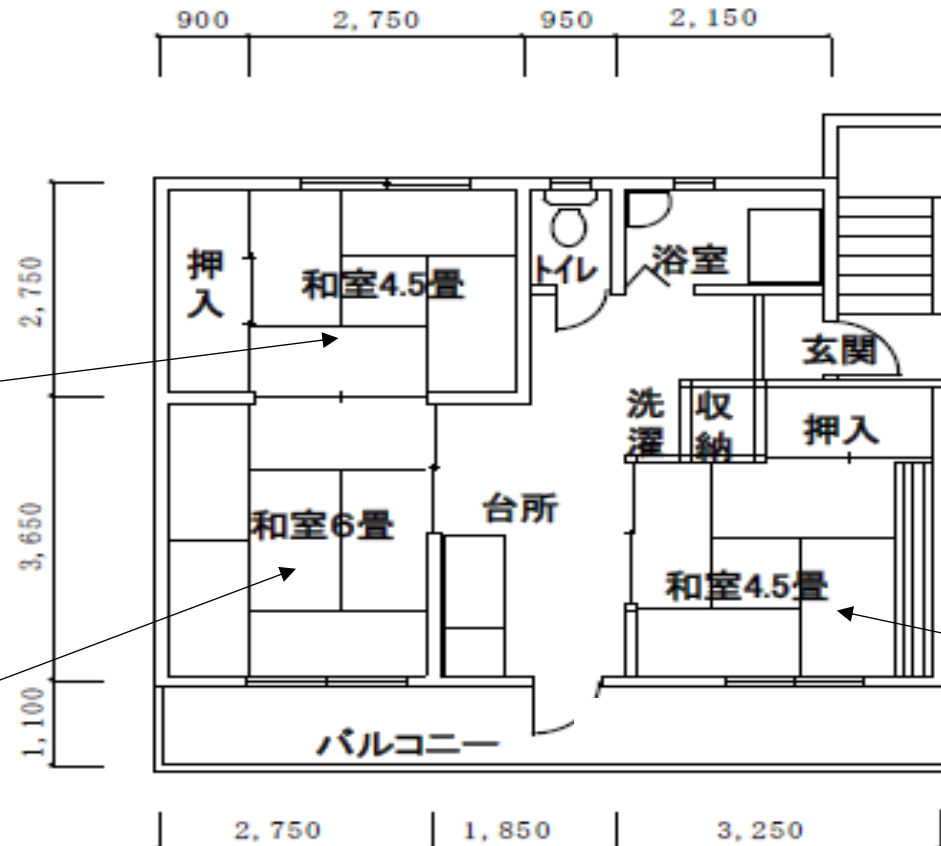 900
2,750
950
2,150
2,750
3,650
1,100
押入
和室4.5畳
トイレ
浴室
玄関
洗濯
収納
押入
台所
和室6畳
和室4.5畳
バルコニー
2,750
1,850
3,250